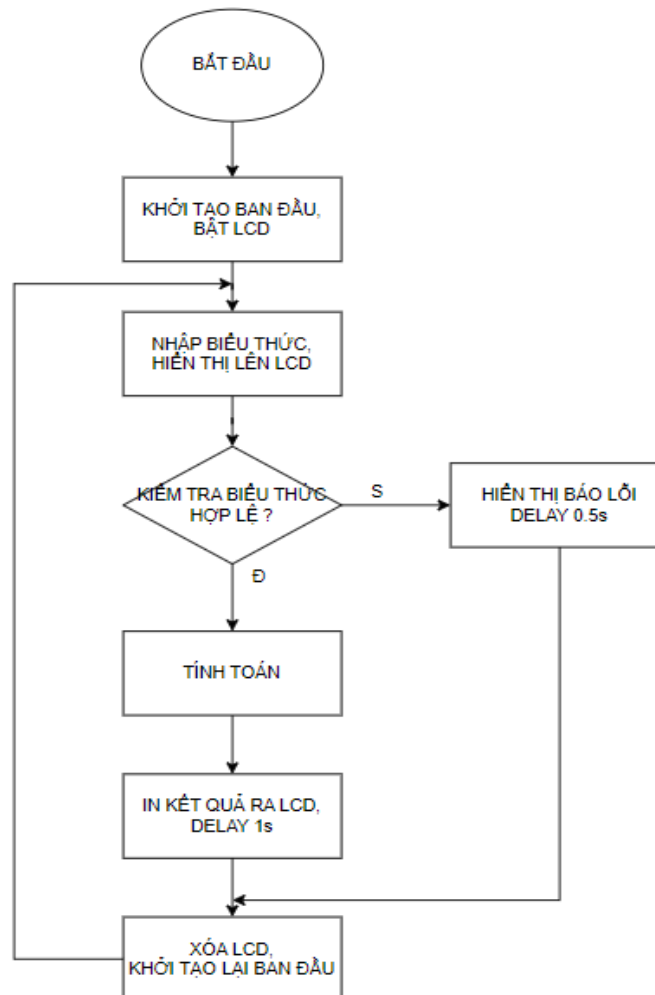 BẮT ĐẦU
KHỞI TẠO BAN ĐẦU,
BẬT LCD
NHẬP BIỂU THỨC,
HIỂN THỊ LÊN LCD
KIỂM TRA BIỂU THỨC
HỢP LỆ ?
S
HIỂN THỊ BÁO LỖI
DELAY 0.5s
Đ
TÍNH TOÁN
IN KẾT QUẢ RA LCD,
DELAY 1s
XÓA LCD,
KHỞI TẠO LẠI BAN ĐẦU